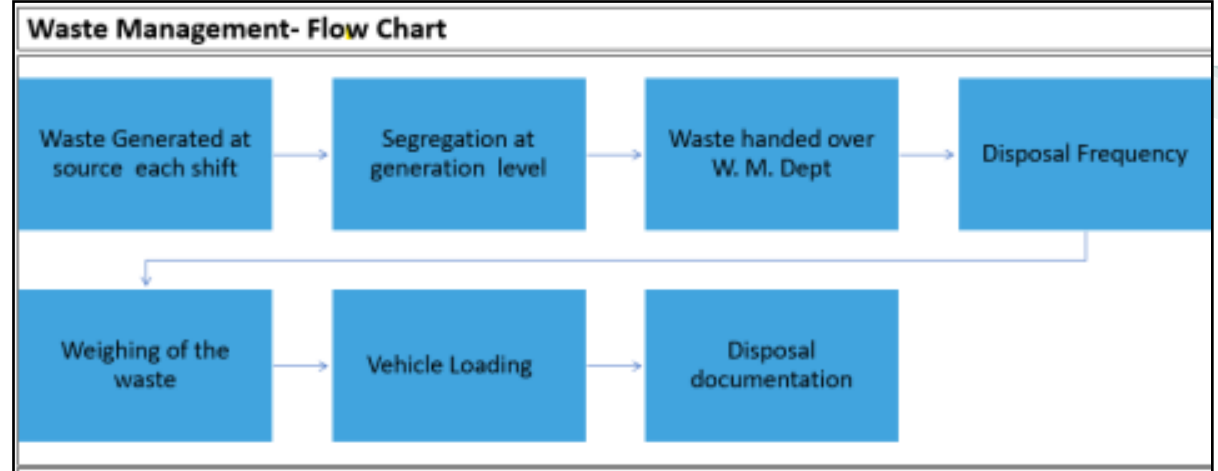 Waste Management- Flow Chart
Waste Generated at
source each shift
Segregation at
generation level
Waste handed over
W. M. Dept
Disposal Frequency
Weighing of the
waste
Vehicle Loading
Disposal
documentation